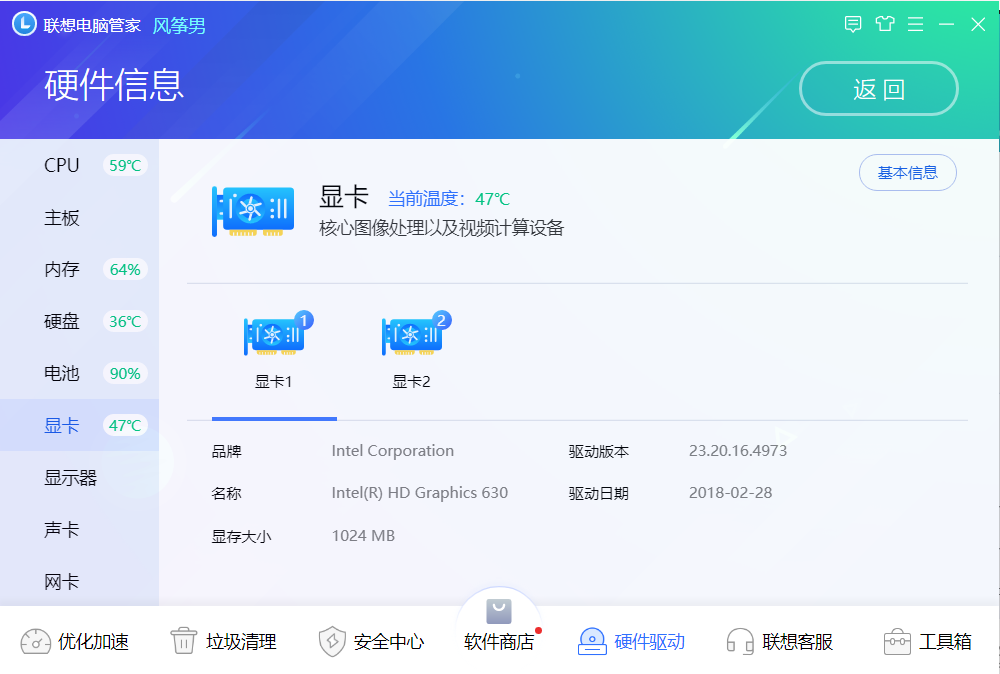 联想电脑管家 风筝男
硬件信息
返 回
CPU 59℃
主板
内存 64%
硬盘 36℃
电池 90%
显卡 47℃
显示器
声卡
网卡
显卡 当前温度：47℃
核心图像处理以及视频计算设备
基本信息
1
显卡1
2
显卡2
品牌 Intel Corporation 驱动版本 23.20.16.4973
名称 Intel(R) HD Graphics 630 驱动日期 2018-02-28
显存大小 1024 MB
优化加速 垃圾清理 安全中心 软件商店 硬件驱动 联想客服 工具箱